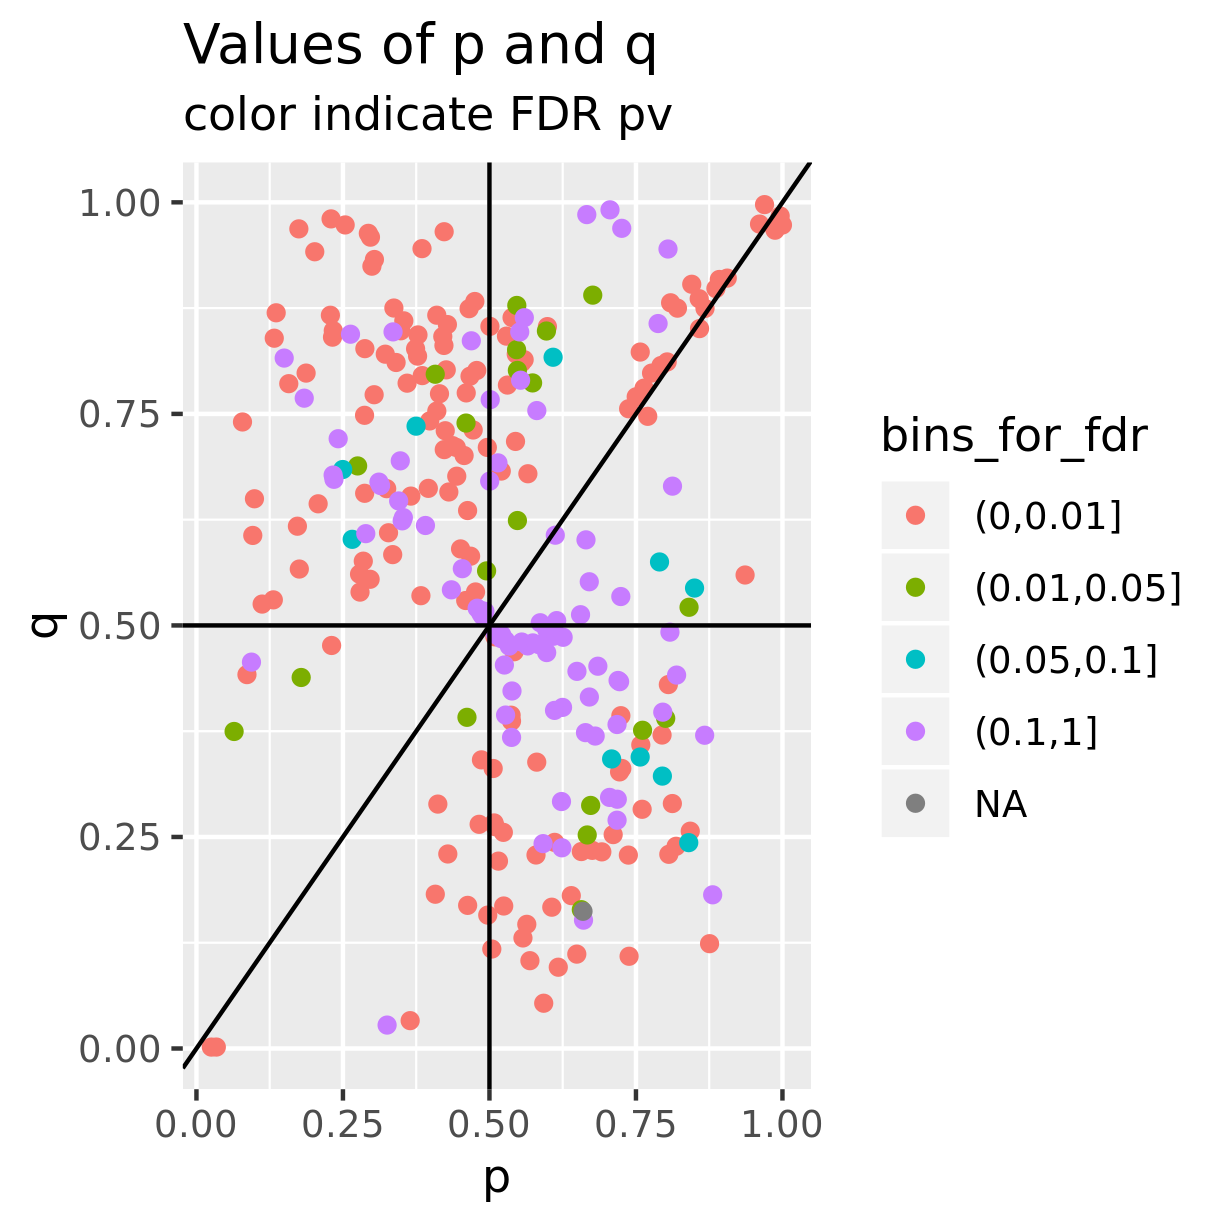 Values of p and q
color indicate FDR pv
1.00
0.75
0.50
0.25
0.00
q
0.00 0.25 0.50 0.75 1.00
p
bins_for_fdr
(0,0.01]
(0.01,0.05]
(0.05,0.1]
(0.1,1]
NA